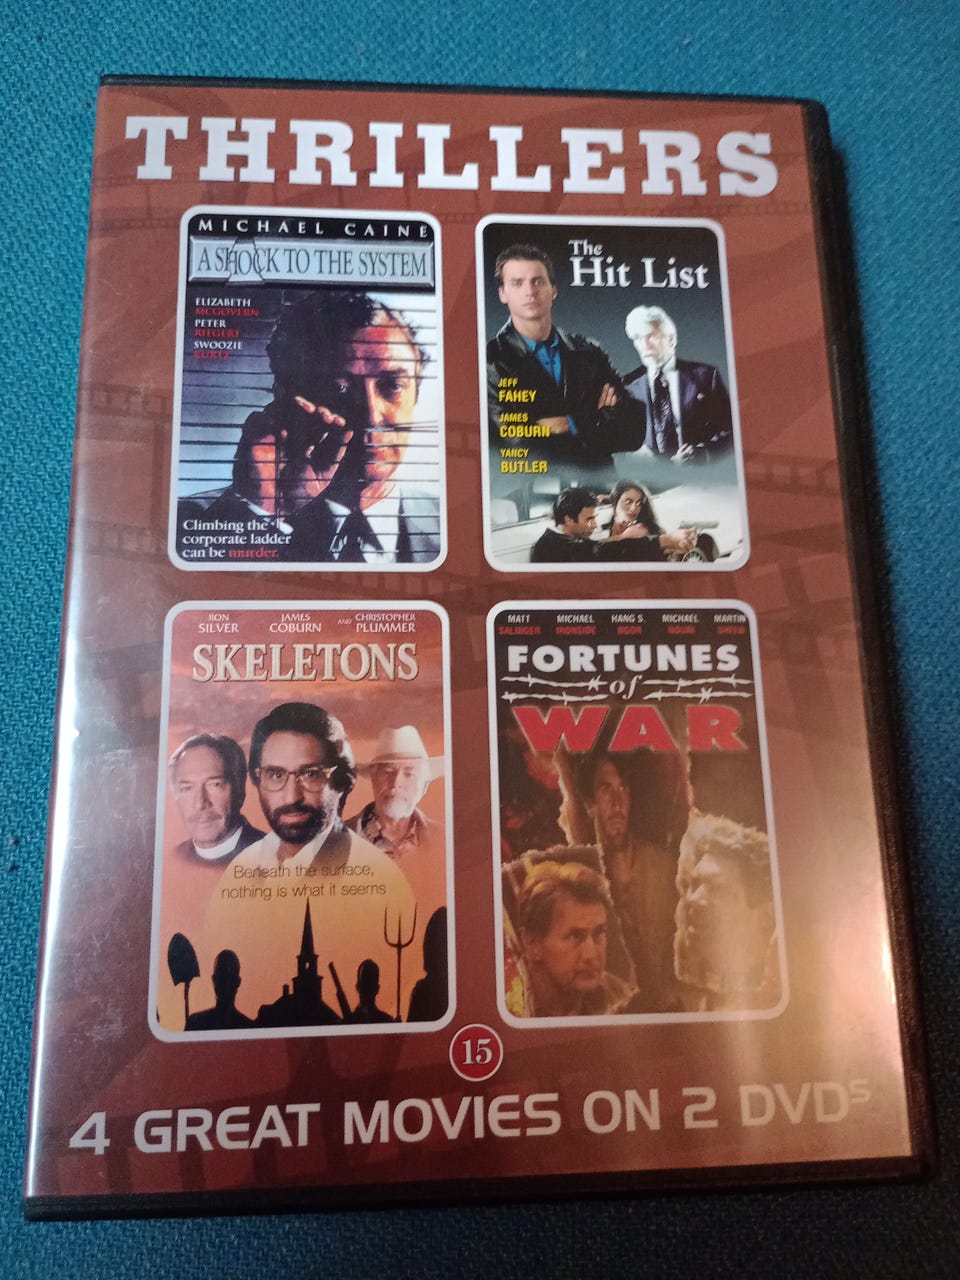 THRILLERS
MICHAEL CAINE
A SHOCK TO THE SYSTEM
ELIZABETH
MCGOVERN
PETER
RIEGERT
SWOOZIE
KURTZ
Climbing the
corporate ladder
can be murder.
The
Hit List
JEFF
FAHEY
JAMES
COBURN
YANCY
BUTLER
RON
SILVER
JAMES
COBURN
AND CHRISTOPHER
PLUMMER
SKELETONS
Beneath the surface,
nothing is what it seems
MATT
SALINGER
MICHAEL
IRONSIDE
HANG S.
NGOR
MICHAEL
NOURI
MARTIN
SHEEN
FORTUNES
of
WAR
15
4 GREAT MOVIES ON 2 DVDS